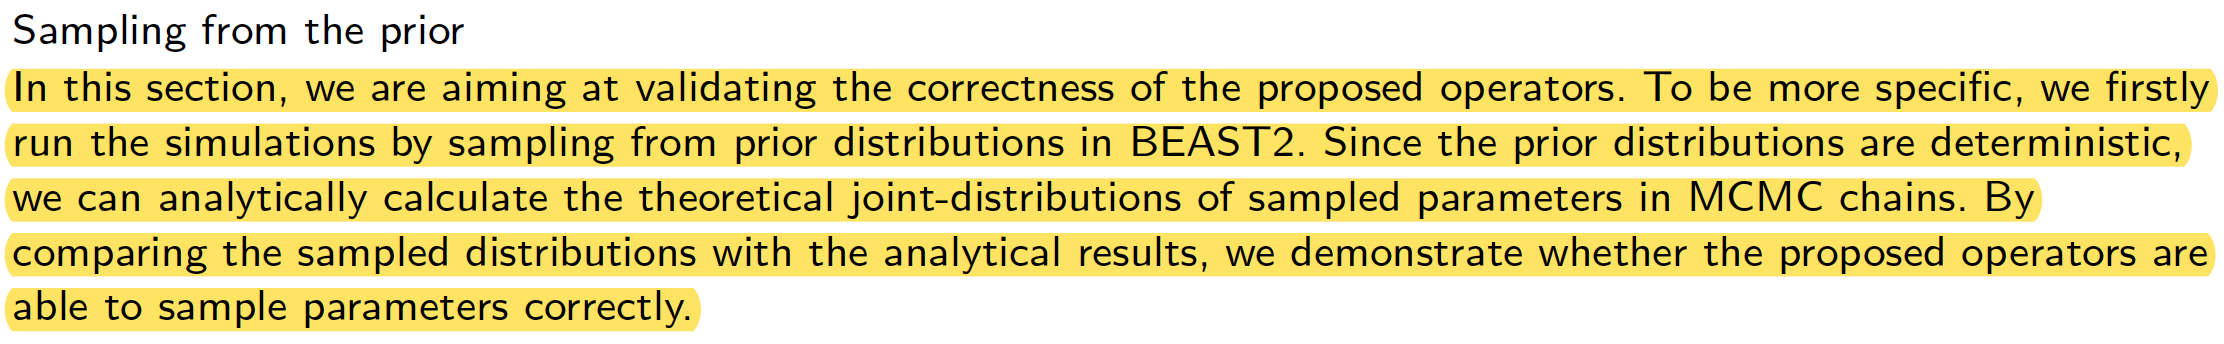 Sampling from the prior
In this section, we are aiming at validating the correctness of the proposed operators. To be more specific, we firstly
run the simulations by sampling from prior distributions in BEAST2. Since the prior distributions are deterministic,
we can analytically calculate the theoretical joint-distributions of sampled parameters in MCMC chains. By
comparing the sampled distributions with the analytical results, we demonstrate whether the proposed operators are
able to sample parameters correctly.